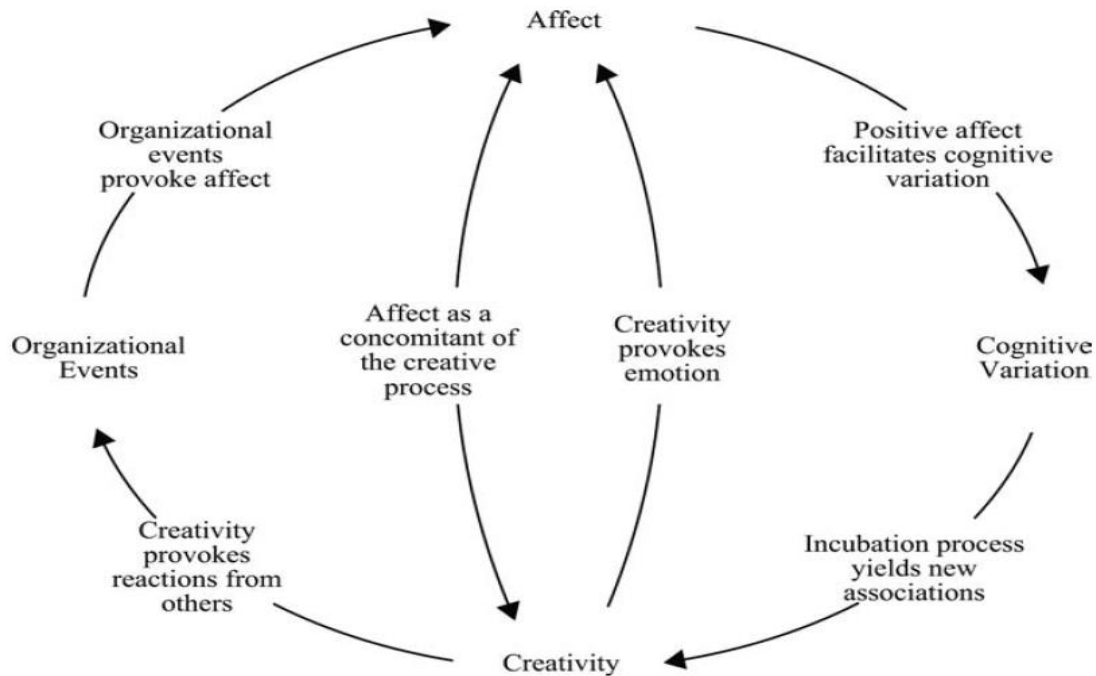 Affect
Organizational
events
provoke affect
Positive affect
facilitates cognitive
variation
Organizational
Events
Affect as a
concomitant of
the creative
process
Creativity
provokes
emotion
Cognitive
Variation
Creativity
provokes
reactions from
others
Incubation process
yields new
associations
Creativity